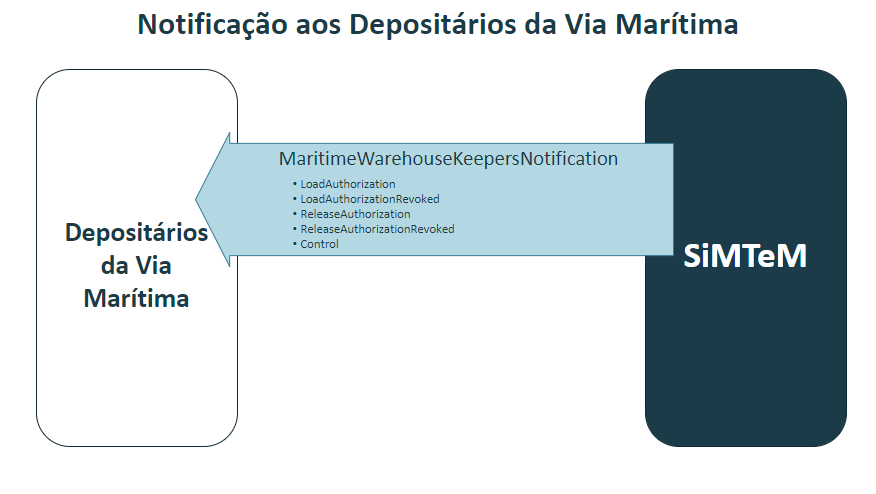 Notificação aos Depositários da Via Marítima
MaritimeWarehouseKeepersNotification
• LoadAuthorization
• LoadAuthorizationRevoked
• ReleaseAuthorization
• ReleaseAuthorizationRevoked
• Control
Depositários
da Via
Marítima
SiMTeM